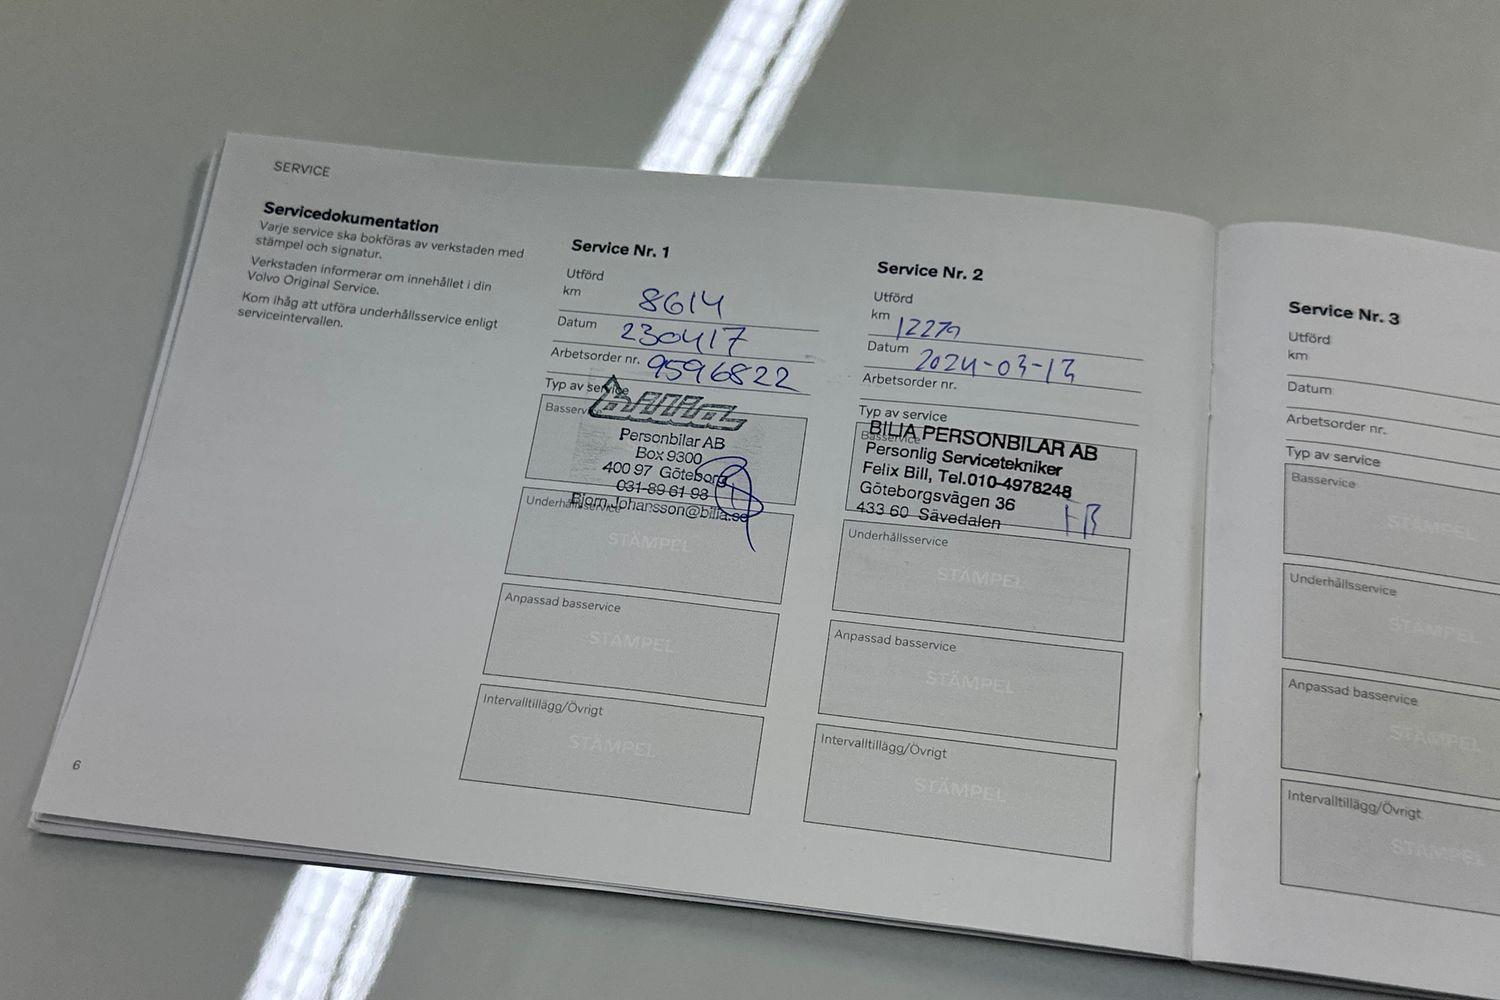 SERVICE
Servicedokumentation
Varje service ska bokföras av verkstaden med
stämpel och signatur.
Verkstaden informerar om innehållet i din
Volvo Original Service.
Kom ihåg att utföra underhållsservice enligt
serviceintervallen.
6
Service Nr. 1
Utförd
km 8614
Datum 230417
Arbetsorder nr. 9596822
Typ av service
Basservice
Personbilar AB
Box 9300
400 97 Göteborg
031-89 61 93
Bjorn.Johansson@bilia.se
Underhållsservice
STÄMPEL
Anpassad basservice
STÄMPEL
Intervalltillägg/Övrigt
STÄMPEL
Service Nr. 2
Utförd
km 12279
Datum 2024-03-13
Arbetsorder nr.
Typ av service
Basservice
BILIA PERSONBILAR AB
Personlig Servicetekniker
Felix Bill, Tel.010-4978248
Göteborgsvägen 36
433 60 Sävedalen
FB
Underhållsservice
STÄMPEL
Anpassad basservice
STÄMPEL
Intervalltillägg/Övrigt
STÄMPEL
Service Nr. 3
Utförd
km
Datum
Arbetsorder nr.
Typ av service
Basservice
STÄMPEL
Underhållsservice
STÄMPEL
Anpassad basservice
STÄMPEL
Intervalltillägg/Övrigt
STÄMPEL